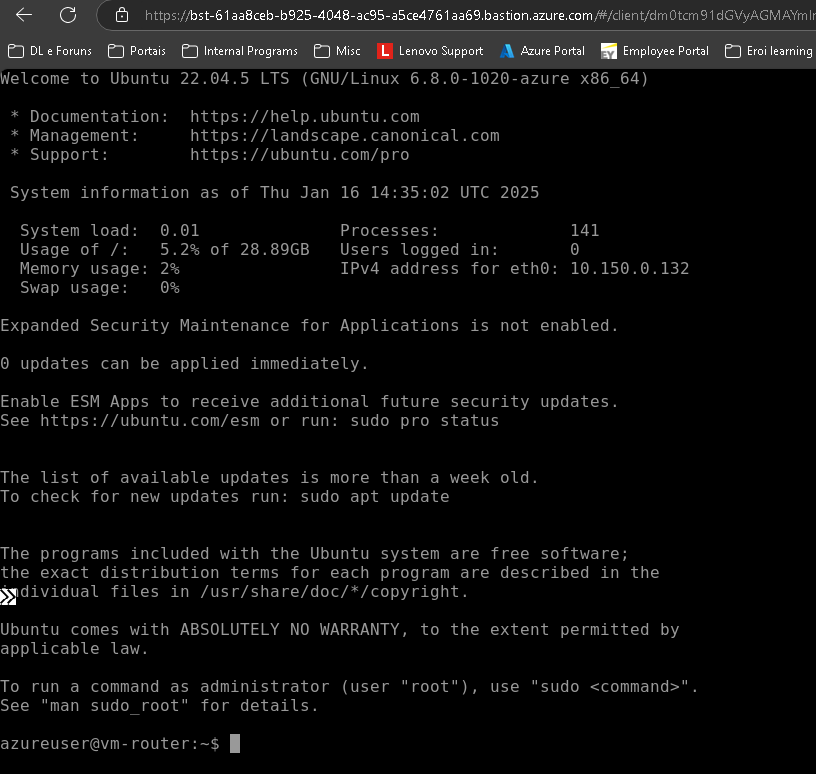 https://bst-61aa8ceb-b925-4048-ac95-a5ce4761aa69.bastion.azure.com/#/client/dm0tcm91dGVyAGMAYmlr
DL e Foruns Portais Internal Programs Misc L Lenovo Support Azure Portal EY Employee Portal Eroi learning
Welcome to Ubuntu 22.04.5 LTS (GNU/Linux 6.8.0-1020-azure x86_64)
* Documentation: https://help.ubuntu.com
* Management: https://landscape.canonical.com
* Support: https://ubuntu.com/pro
System information as of Thu Jan 16 14:35:02 UTC 2025
System load: 0.01 Processes: 141
Usage of /: 5.2% of 28.89GB Users logged in: 0
Memory usage: 2% IPv4 address for eth0: 10.150.0.132
Swap usage: 0%
Expanded Security Maintenance for Applications is not enabled.
0 updates can be applied immediately.
Enable ESM Apps to receive additional future security updates.
See https://ubuntu.com/esm or run: sudo pro status
The list of available updates is more than a week old.
To check for new updates run: sudo apt update
The programs included with the Ubuntu system are free software;
the exact distribution terms for each program are described in the
individual files in /usr/share/doc/*/copyright.
Ubuntu comes with ABSOLUTELY NO WARRANTY, to the extent permitted by
applicable law.
To run a command as administrator (user "root"), use "sudo <command>".
See "man sudo_root" for details.
azureuser@vm-router:~$